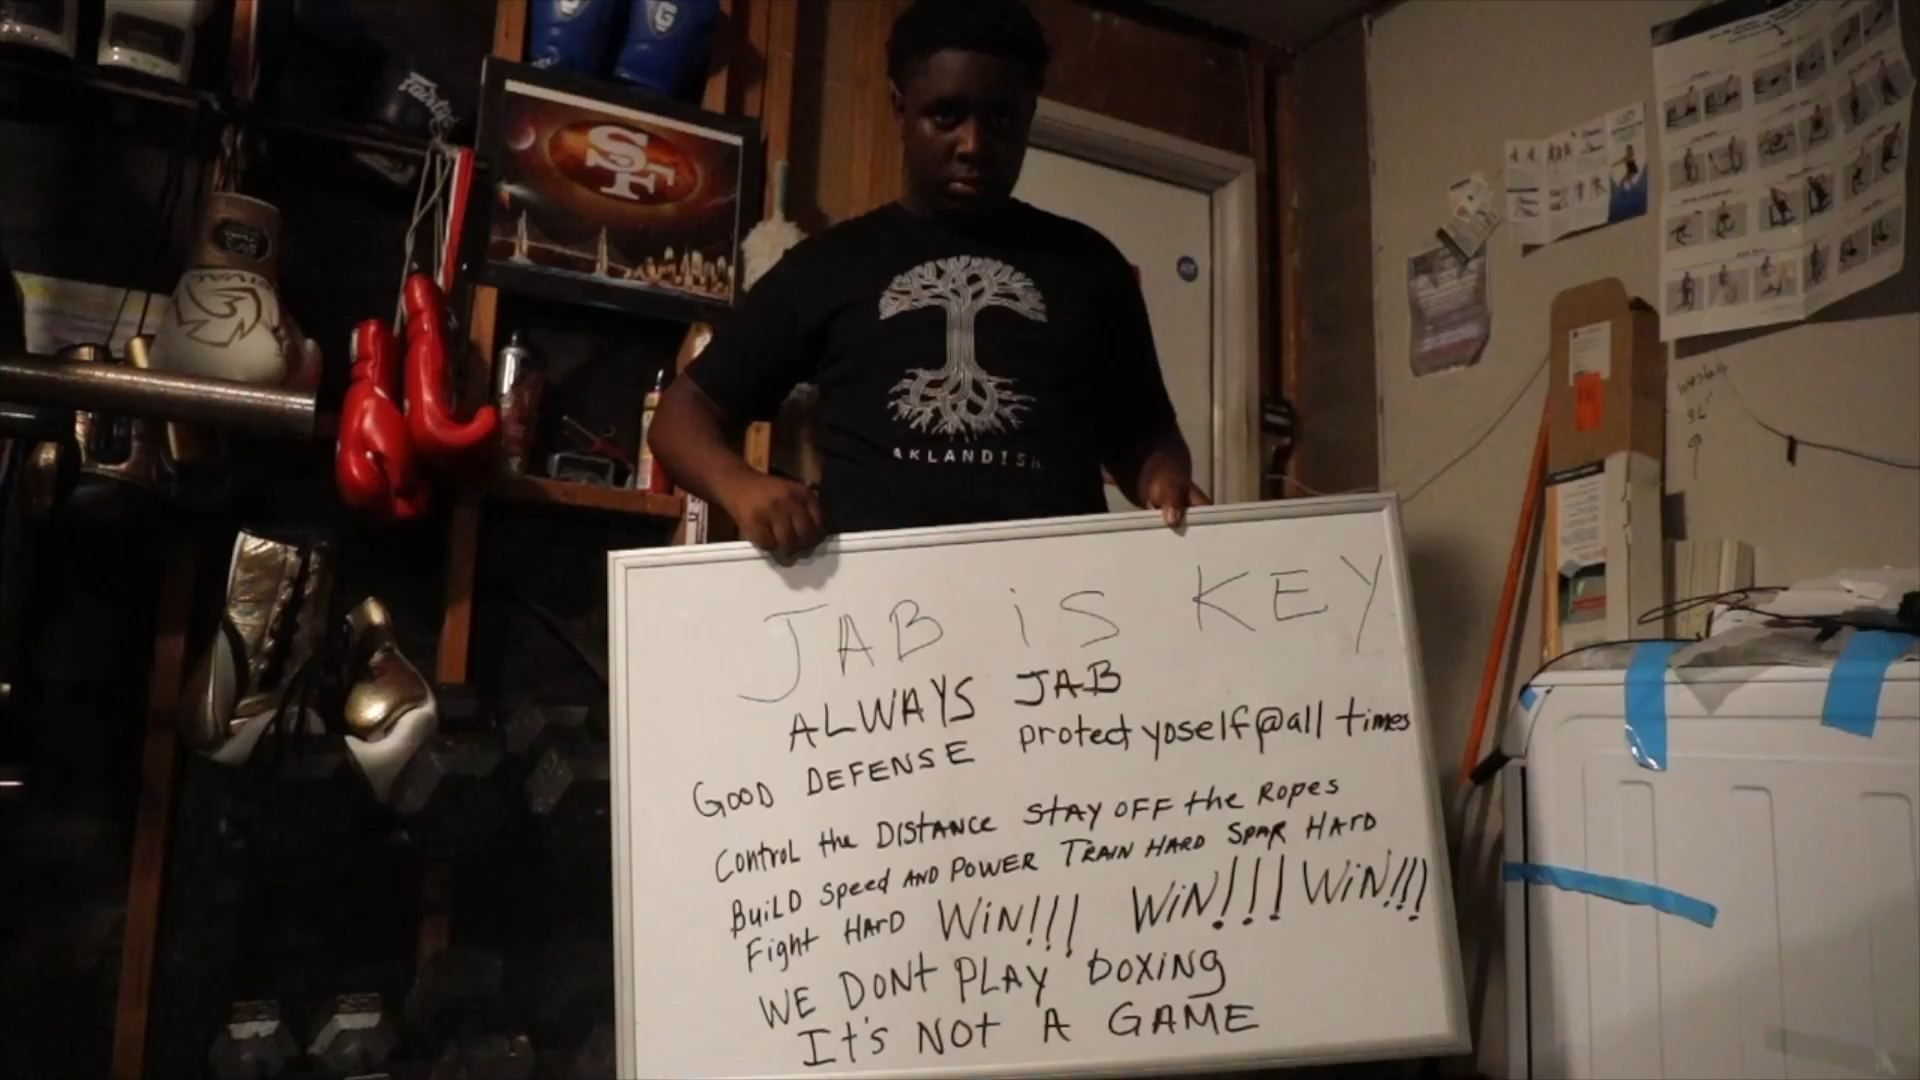 G
Fairtex
SF
AKLANDISH
JAB iS KEY
ALWAYS JAB
GOOD DEFENSE protect yoself@all times
Control the DISTANCE STAY OFF the ROPES
BUILD Speed AND POWER TRAIN HARD SPAR HARD
Fight HARD WiN!!! WiN!!! WiN!!!
WE DONt PLAY boxing
It's NOt A GAME